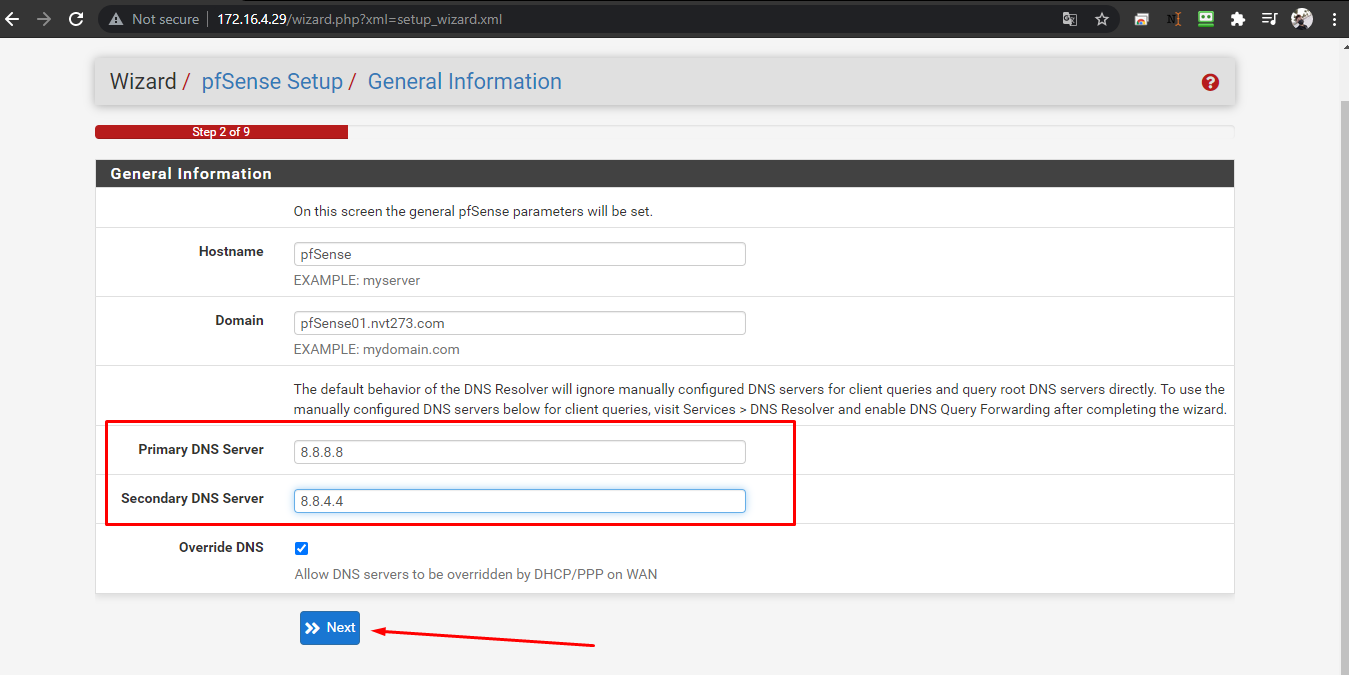 Not secure | 172.16.4.29/wizard.php?xml=setup_wizard.xml
Wizard / pfSense Setup / General Information
Step 2 of 9
General Information
On this screen the general pfSense parameters will be set.
Hostname
pfSense
EXAMPLE: myserver
Domain
pfSense01.nvt273.com
EXAMPLE: mydomain.com
The default behavior of the DNS Resolver will ignore manually configured DNS servers for client queries and query root DNS servers directly. To use the
manually configured DNS servers below for client queries, visit Services > DNS Resolver and enable DNS Query Forwarding after completing the wizard.
Primary DNS Server
8.8.8.8
Secondary DNS Server
8.8.4.4
Override DNS
Allow DNS servers to be overridden by DHCP/PPP on WAN
Next